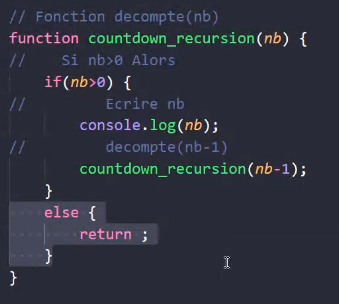 // Fonction decompte(nb)
function countdown_recursion(nb) {
//    Si nb>0 Alors
    if(nb>0) {
//        Ecrire nb
        console.log(nb);
//        decompte(nb-1)
        countdown_recursion(nb-1);
    }
    else {
        return ;
    }
}